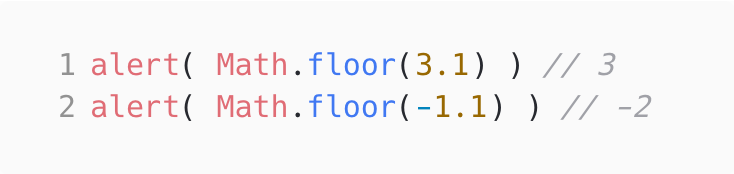 1 alert( Math.floor(3.1) ) // 3
2 alert( Math.floor(-1.1) ) // -2